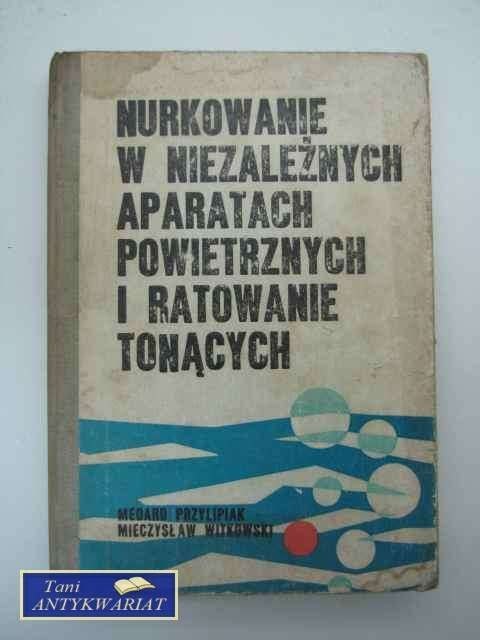 NURKOWANIE
W NIEZALEŻNYCH
APARATACH
POWIETRZNYCH
I RATOWANIE
TONĄCYCH
MEDARD PRZYLIPIAK
MIECZYSŁAW WITKOWSKI
Tani
ANTYKWARIAT